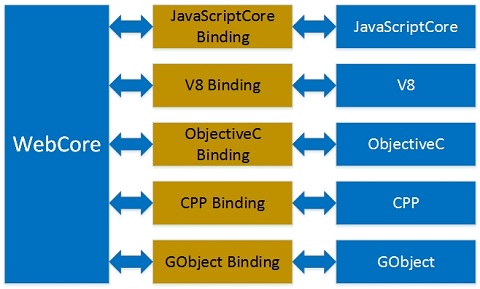 WebCore
JavaScriptCore
Binding
JavaScriptCore
V8 Binding
V8
ObjectiveC
Binding
ObjectiveC
CPP Binding
CPP
GObject Binding
GObject